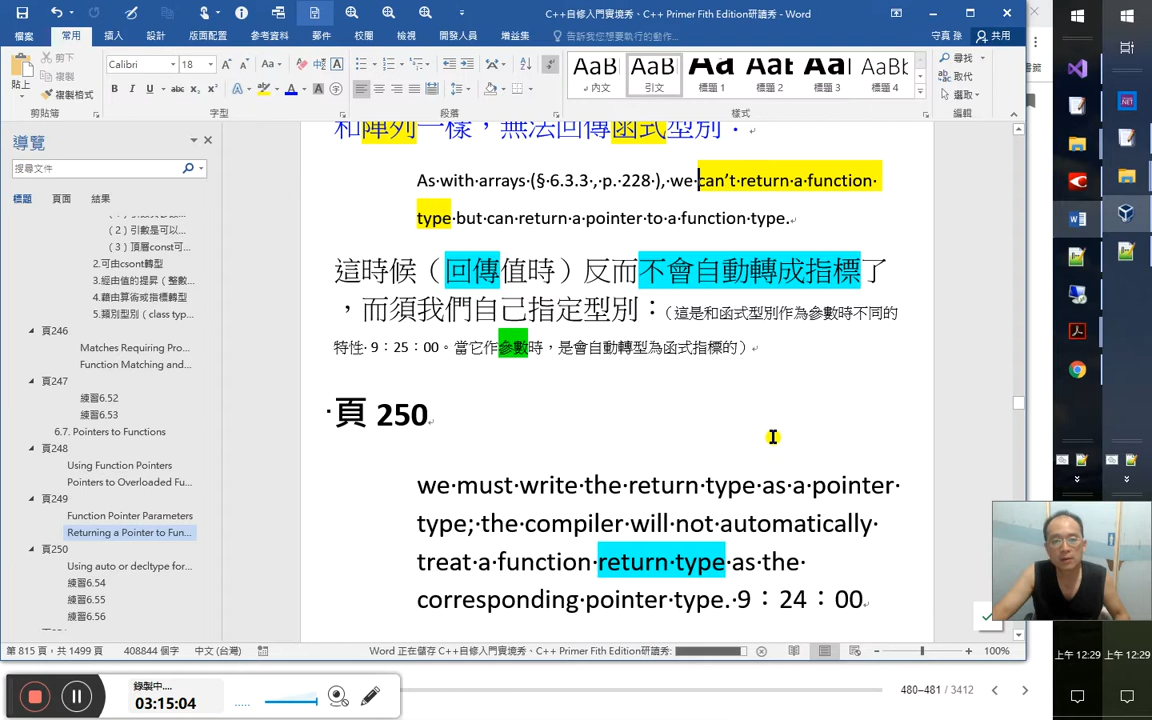 C++自修入門實境秀、C++ Primer Fith Edition研讀秀 - Word
檔案 常用 插入 設計 版面配置 參考資料 郵件 校閱 檢視 開發人員 增益集 告訴我您想要執行的動作... 守真 孫 共用
貼上 剪下 複製 複製格式
Calibri 18
AaBb 內文 AaBb 引文 AaB 標題 1 AaBb 標題 2 AaBl 標題 3 AaBbC 標題 4
尋找 取代 選取
剪貼簿 字型 段落 樣式 編輯
導覽
搜尋文件
標題 頁面 結果
(1)
(2)引數是可以...
(3)頂層const可...
2.可由csont轉型
3.經由值的提昇(整數...
4.藉由算術或指標轉型
5.類別型別(class typ...
頁246
Matches Requiring Pro...
Function Matching and...
頁247
練習6.52
練習6.53
6.7. Pointers to Functions
頁248
Using Function Pointers
Pointers to Overloaded Fu...
頁249
Function Pointer Parameters
Returning a Pointer to Fun...
頁250
Using auto or decltype for...
練習6.54
練習6.55
練習6.56
和陣列一樣，無法回傳函式型別．
As with arrays (§ 6.3.3 , p. 228 ), we can’t return a function
type but can return a pointer to a function type.
這時候（回傳值時）反而不會自動轉成指標了
，而須我們自己指定型別：（這是和函式型別作為參數時不同的
特性 9：25：00。當它作參數時，是會自動轉型為函式指標的）
頁 250
we must write the return type as a pointer
type; the compiler will not automatically
treat a function return type as the
corresponding pointer type. 9：24：00
第 815 頁，共 1499 頁 408844 個字 中文 (台灣) Word 正在儲存 C++自修入門實境秀、C++ Primer Fith Edition研讀秀: 100%
錄製中...
03:15:04
480–481 / 3412
上午 12:29 上午 12:29